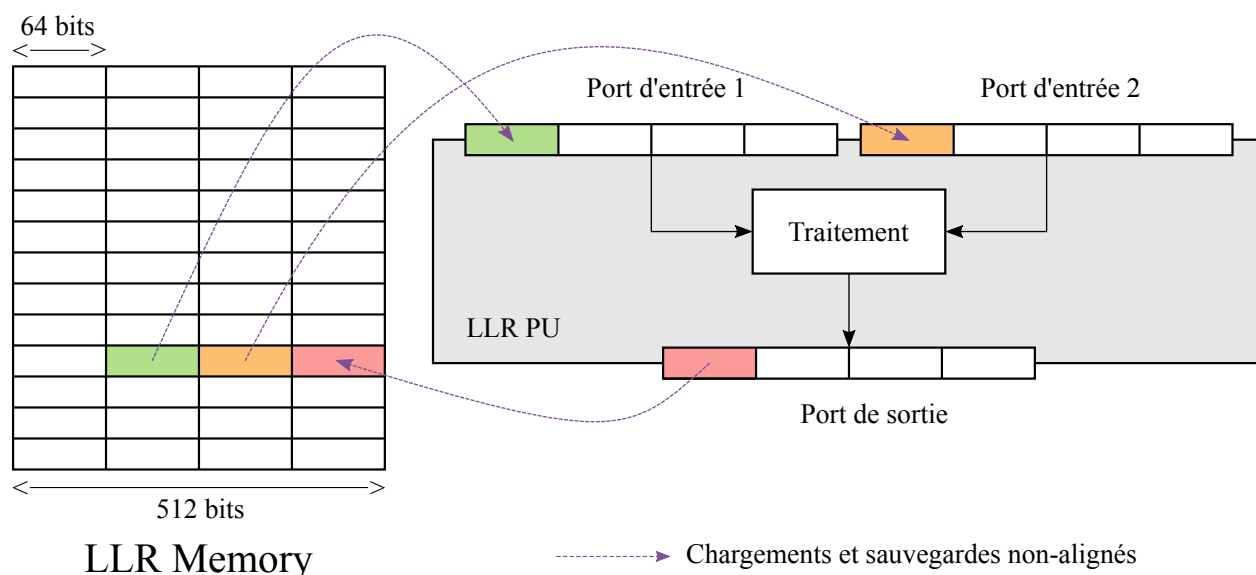 64 bits
Port d'entrée 1
Port d'entrée 2
Traitement
LLR PU
Port de sortie
512 bits
LLR Memory
Chargements et sauvegardes non-alignés